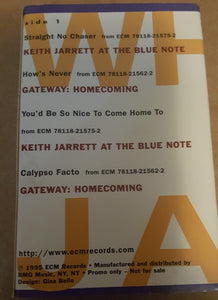 side 1
WH
Straight No Chaser from ECM 78118-21575-2
KEITH JARRETT AT THE BLUE NOTE
How's Never from ECM 78118-21562-2
GATEWAY: HOMECOMING
You'd Be So Nice To Come Home To
from ECM 78118-21575-2
KEITH JARRETT AT THE BLUE NOTE
Calypso Facto from ECM 78118-21562-2
GATEWAY: HOMECOMING
IA
http://www.ecmrecords.com
℗ 1995 ECM Records • Manufactured and distributed by
BMG Music, NY, NY • Promo only – Not for sale
Design: Gina Bello